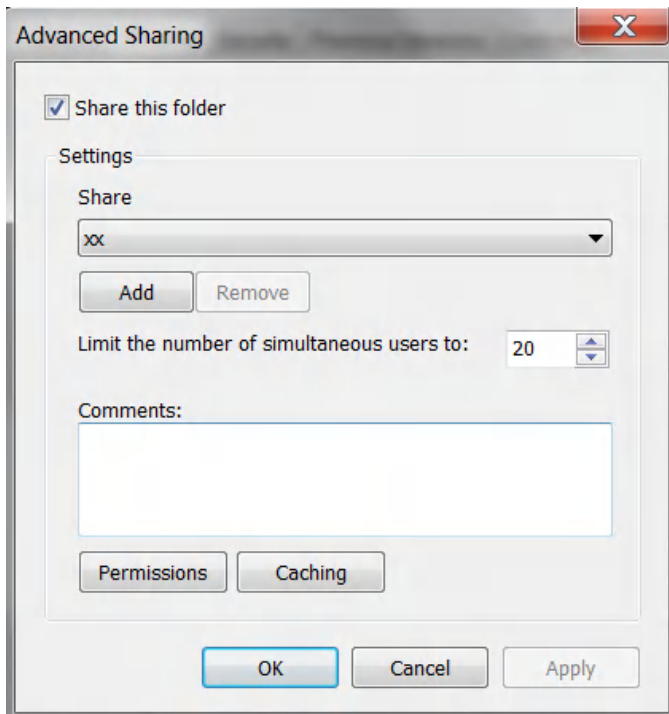 Advanced Sharing
Share this folder
Settings
Share
xx
Add Remove
Limit the number of simultaneous users to: 20
Comments:
Permissions Caching
OK Cancel Apply